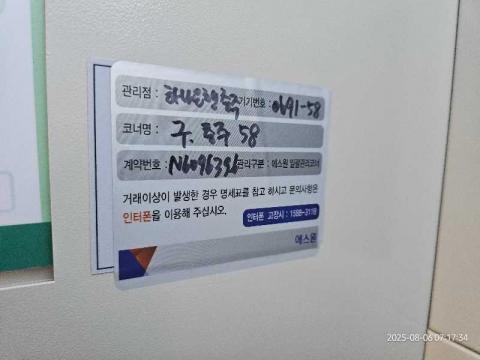 관리점 : 하나은행충주 기기번호 : 0691-58
코너명 : 구. 충주 58
계약번호 : 관리구분 : 에스원 일괄관리코너
거래이상이 발생한 경우 명세표를 참고 하시고 문의사항은
인터폰을 이용해 주십시오.
인터폰 고장시 : 1588-3119
에스원
2025-08-06 07:17:34